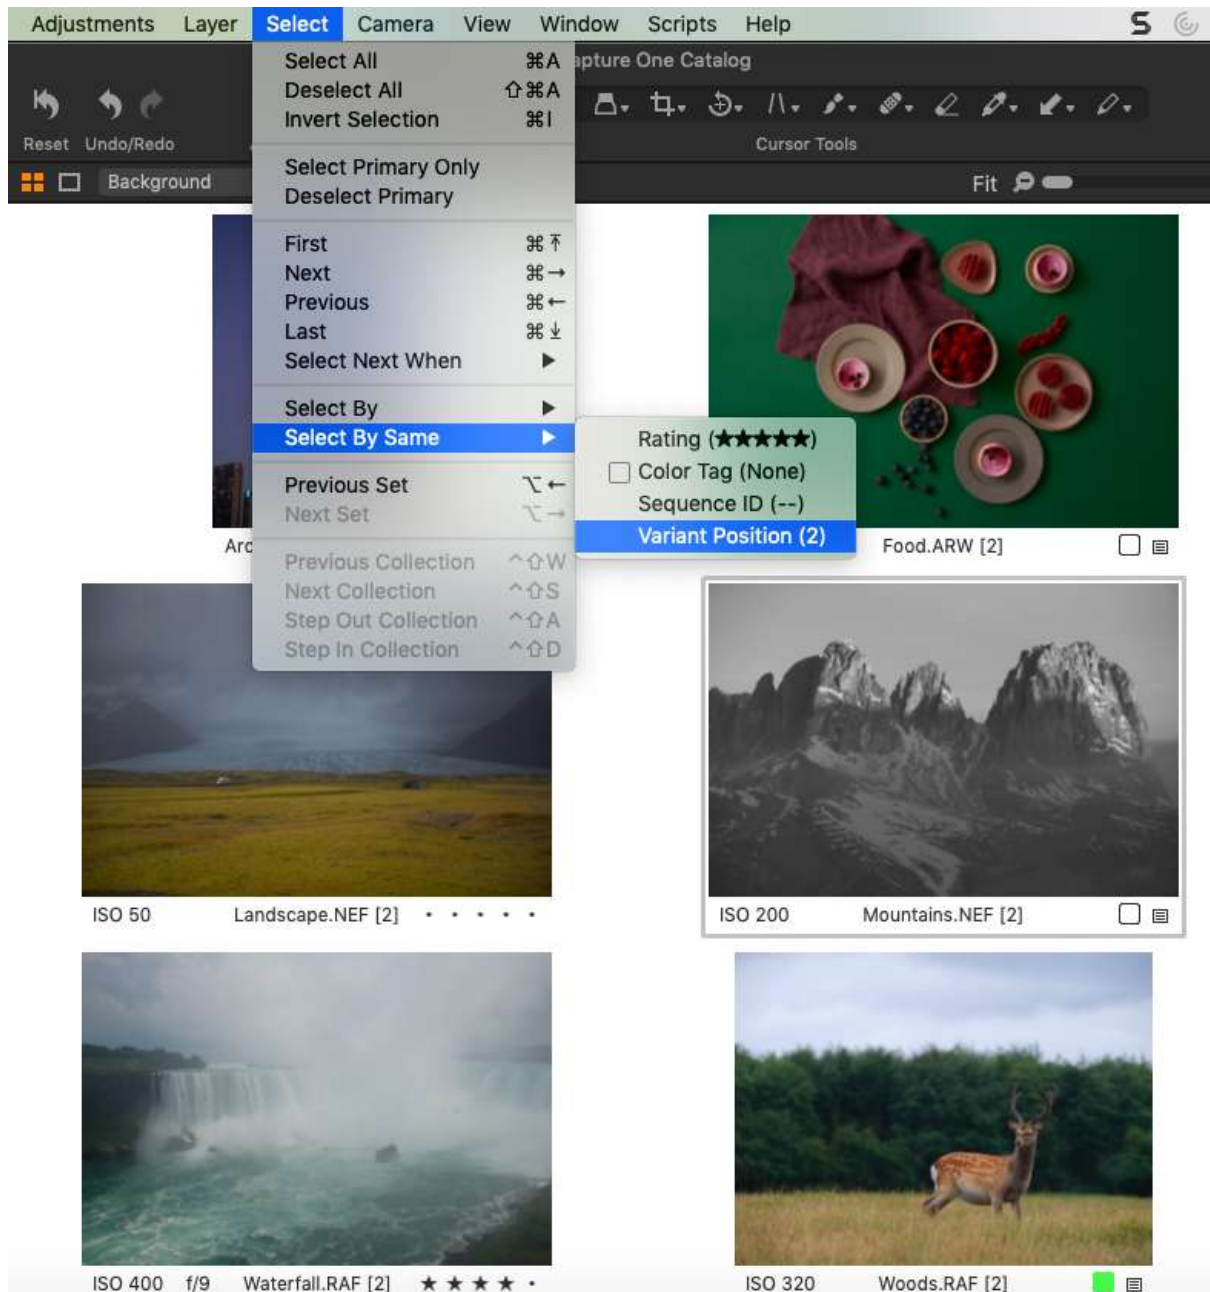 Adjustments Layer Select Camera View Window Scripts Help
Select All ⌘A
Capture One Catalog
Deselect All ⇧⌘A
Invert Selection ⌘I
Reset Undo/Redo
Cursor Tools
Select Primary Only
Background
Fit
Deselect Primary
First ⌘⤒
Next ⌘→
Previous ⌘←
Last ⌘⤓
Select Next When ▶
Select By ▶
Select By Same ▶
Rating (★★★★★)
Color Tag (None)
Sequence ID (--)
Variant Position (2)
Previous Set ⌥←
Next Set ⌥→
Previous Collection ^⇧W
Next Collection ^⇧S
Step Out Collection ^⇧A
Step In Collection ^⇧D
Food.ARW [2]
ISO 50 Landscape.NEF [2] • • • • •
ISO 200 Mountains.NEF [2]
ISO 400 f/9 Waterfall.RAF [2] ★ ★ ★ ★ •
ISO 320 Woods.RAF [2]